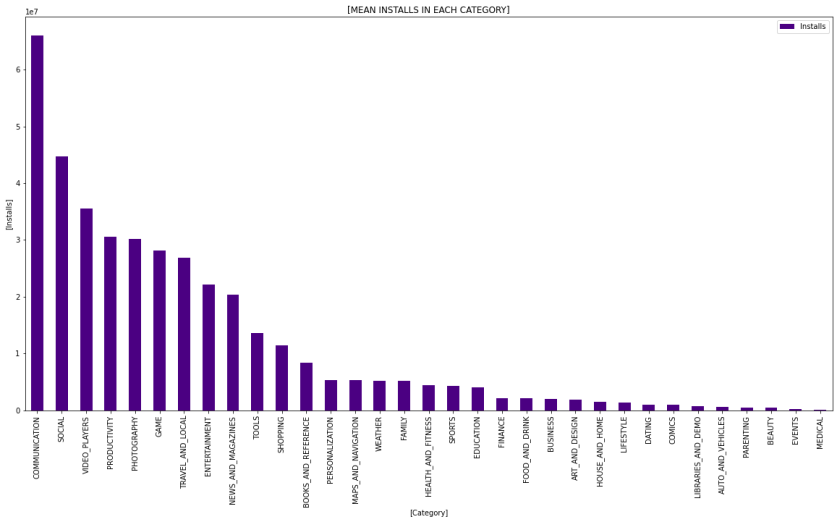 [MEAN INSTALLS IN EACH CATEGORY]
1e7
Installs
6
5
4
3
2
1
0
[Installs]
COMMUNICATION
SOCIAL
VIDEO_PLAYERS
PRODUCTIVITY
PHOTOGRAPHY
GAME
TRAVEL_AND_LOCAL
ENTERTAINMENT
NEWS_AND_MAGAZINES
TOOLS
SHOPPING
BOOKS_AND_REFERENCE
PERSONALIZATION
MAPS_AND_NAVIGATION
WEATHER
FAMILY
HEALTH_AND_FITNESS
SPORTS
EDUCATION
FINANCE
FOOD_AND_DRINK
BUSINESS
ART_AND_DESIGN
HOUSE_AND_HOME
LIFESTYLE
DATING
COMICS
LIBRARIES_AND_DEMO
AUTO_AND_VEHICLES
PARENTING
BEAUTY
EVENTS
MEDICAL
[Category]